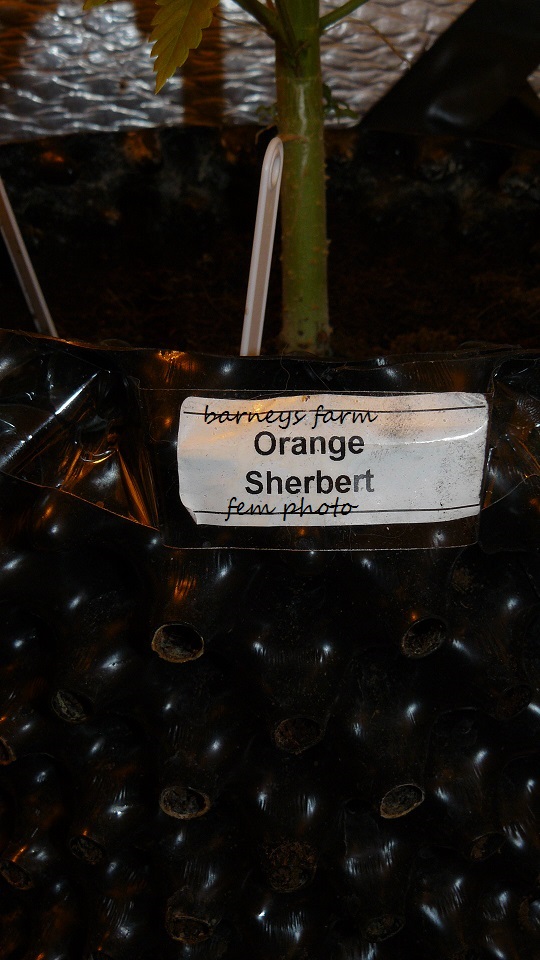 barneys farm
Orange
Sherbert
fem photo